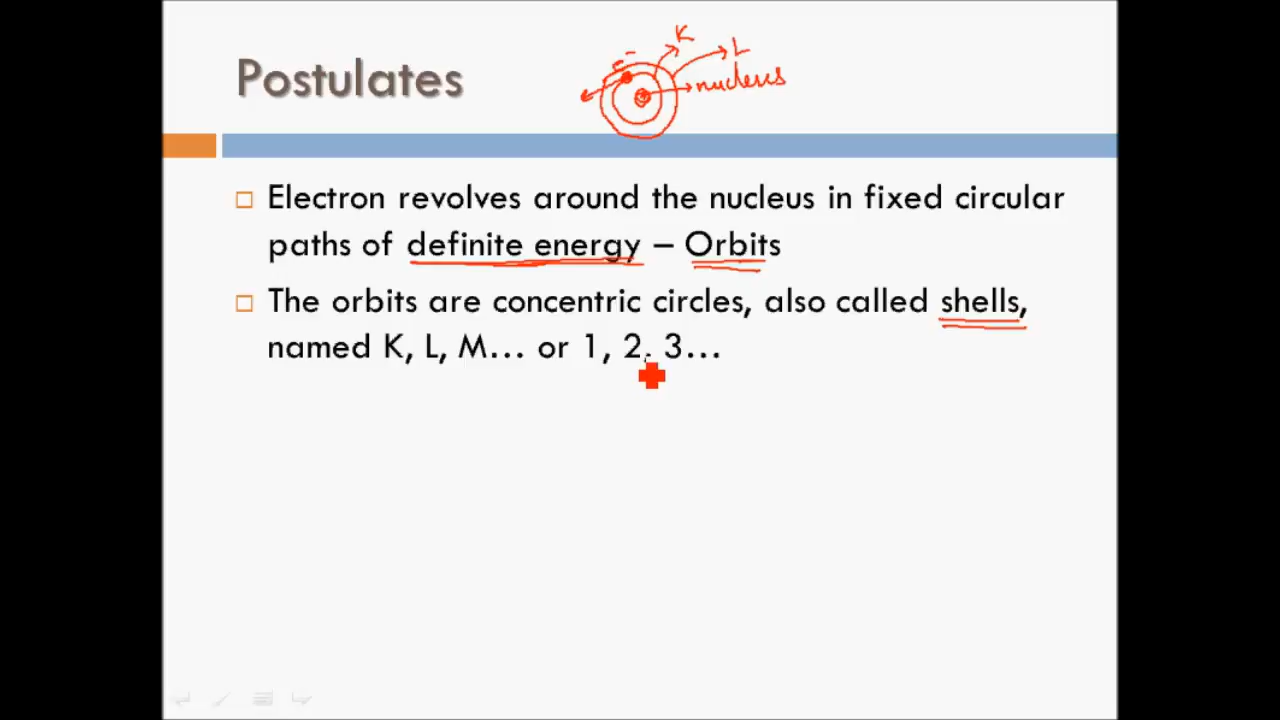 K
e⁻
L
Postulates
nucleus
Electron revolves around the nucleus in fixed circular
paths of definite energy – Orbits
The orbits are concentric circles, also called shells,
named K, L, M... or 1, 2, 3...